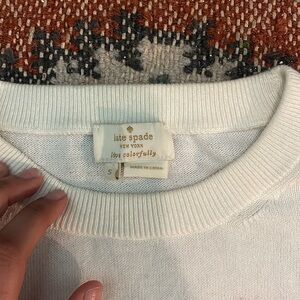 kate spade
NEW YORK
live colorfully
S
MADE IN CHINA